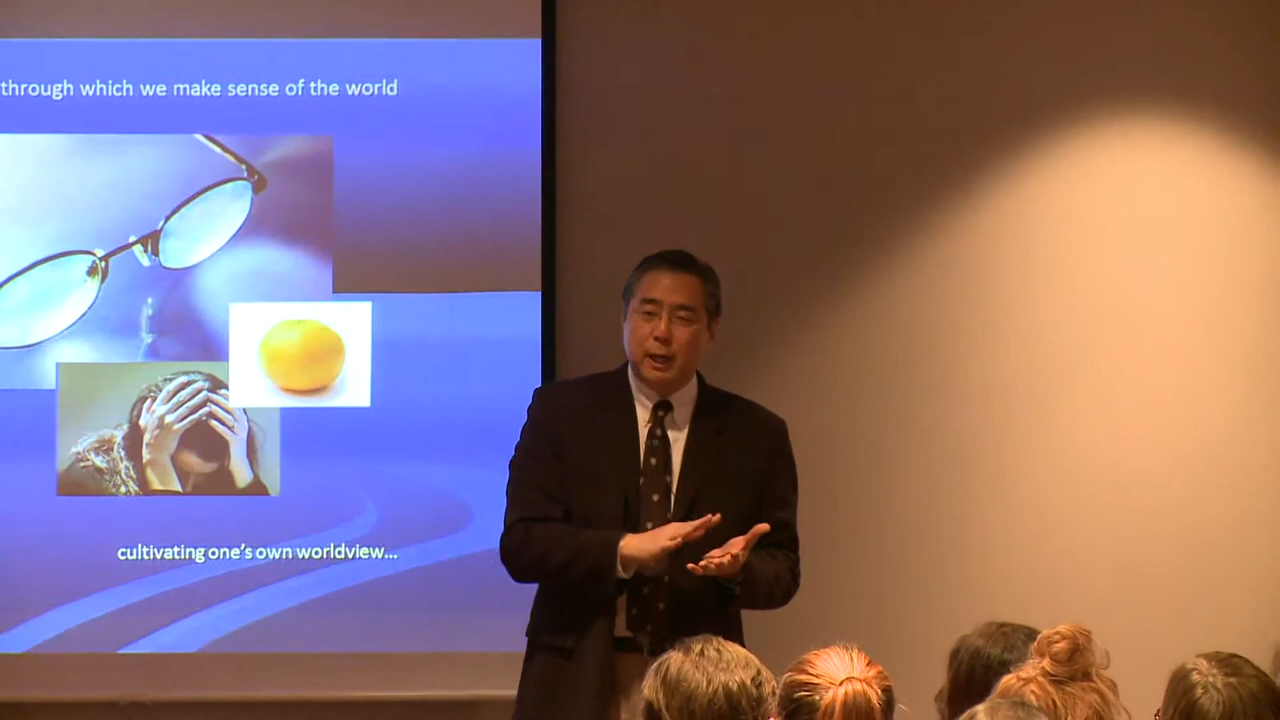 through which we make sense of the world
cultivating one's own worldview...